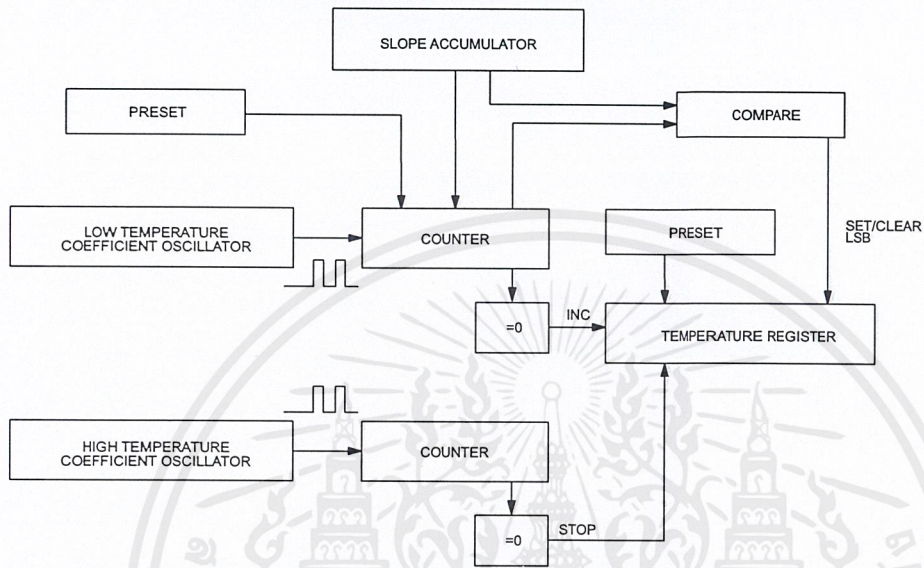 SLOPE ACCUMULATOR
PRESET
COMPARE
LOW TEMPERATURE
COEFFICIENT OSCILLATOR
COUNTER
PRESET
SET/CLEAR
LSB
=0
INC
TEMPERATURE REGISTER
HIGH TEMPERATURE
COEFFICIENT OSCILLATOR
COUNTER
=0
STOP